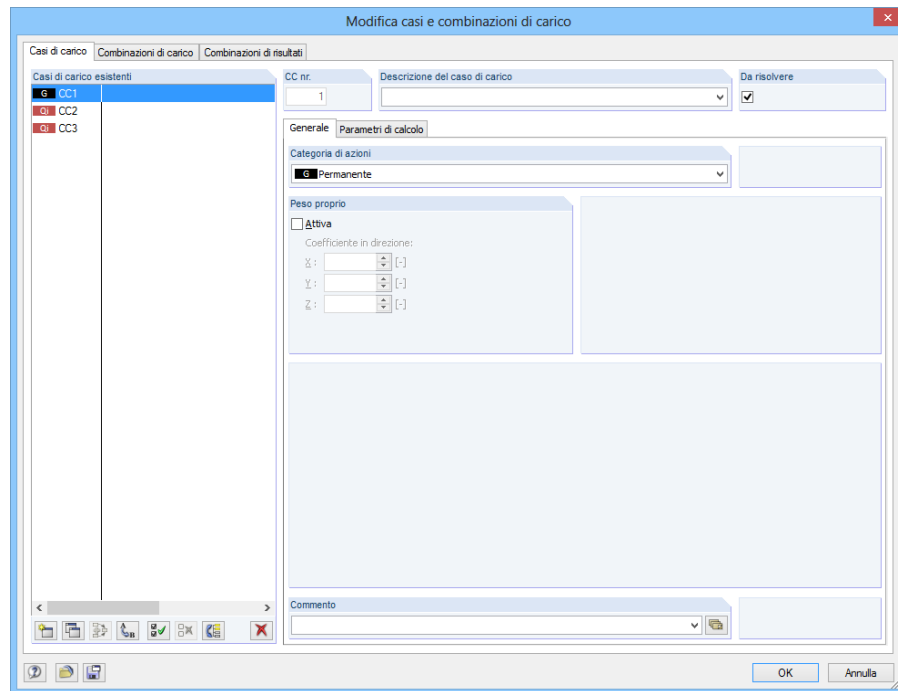 Modifica casi e combinazioni di carico
Casi di carico
Combinazioni di carico
Combinazioni di risultati
Casi di carico esistenti
G CC1
Qi CC2
Qi CC3
CC nr.
1
Descrizione del caso di carico
Da risolvere
Generale
Parametri di calcolo
Categoria di azioni
G Permanente
Peso proprio
Attiva
Coefficiente in direzione:
X : [-]
Y : [-]
Z : [-]
Commento
OK
Annulla